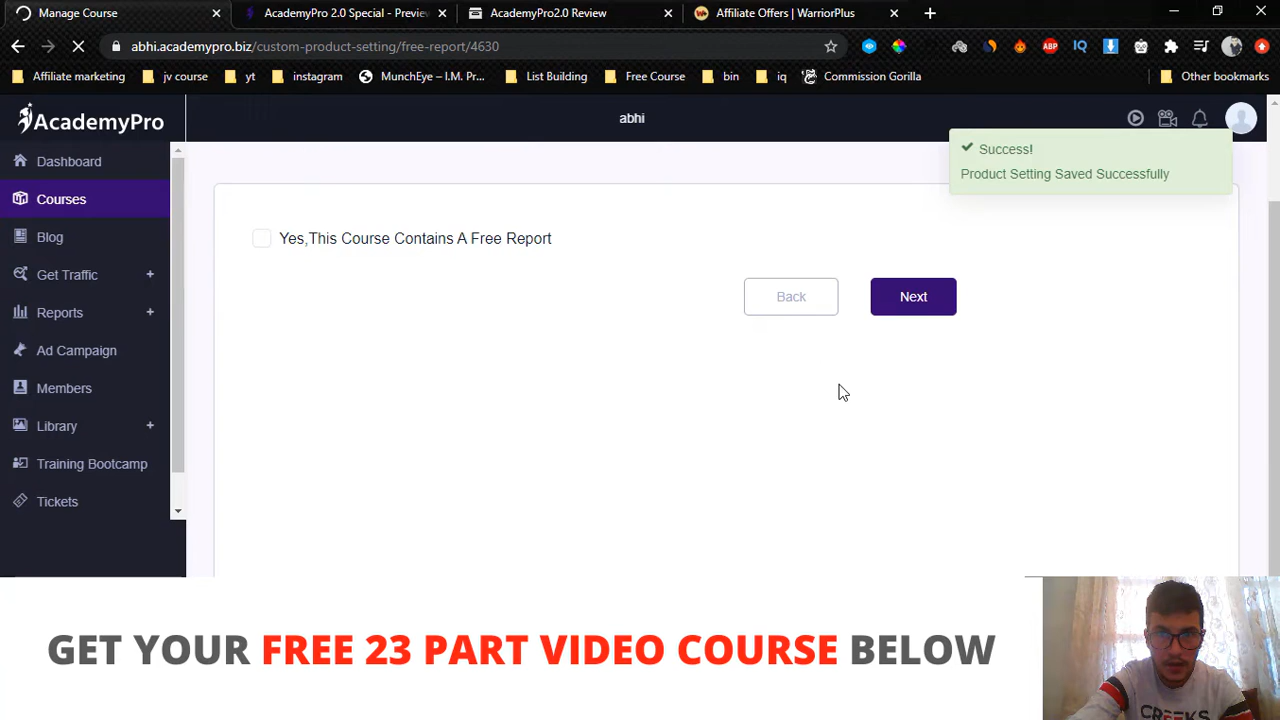 Manage Course
AcademyPro 2.0 Special - Preview
AcademyPro2.0 Review
Affiliate Offers | WarriorPlus
abhi.academypro.biz/custom-product-setting/free-report/4630
ABP
IQ
Affiliate marketing
jv course
yt
instagram
MunchEye – I.M. Pr...
List Building
Free Course
bin
iq
Commission Gorilla
Other bookmarks
AcademyPro
abhi
Dashboard
Courses
Blog
Get Traffic +
Reports +
Ad Campaign
Members
Library +
Training Bootcamp
Tickets
Success!
Product Setting Saved Successfully
Yes,This Course Contains A Free Report
Back
Next
GET YOUR FREE 23 PART VIDEO COURSE BELOW
CREEKS